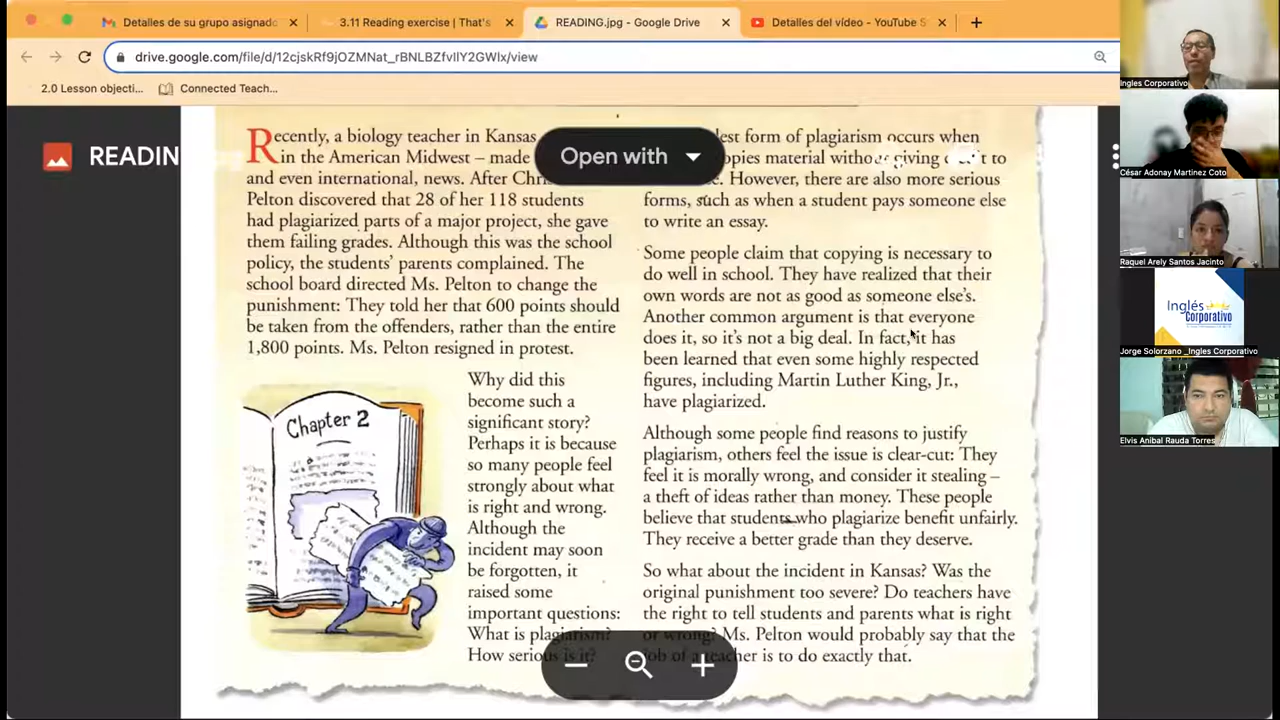 Detalles de su grupo asignado
3.11 Reading exercise | That's
READING.jpg - Google Drive
Detalles del vídeo - YouTube S
drive.google.com/file/d/12cjskRf9jOZMNat_rBNLBZfvllY2GWlx/view
2.0 Lesson objecti...
Connected Teach...
READIN
Open with
Recently, a biology teacher in Kansas
in the American Midwest – made
and even international, news. After
Pelton discovered that 28 of her 118 students
had plagiarized parts of a major project, she gave
them failing grades. Although this was the school
policy, the students' parents complained. The
school board directed Ms. Pelton to change the
punishment: They told her that 600 points should
be taken from the offenders, rather than the entire
1,800 points. Ms. Pelton resigned in protest.
Chapter 2
Why did this
become such a
significant story?
Perhaps it is because
so many people feel
strongly about what
is right and wrong.
Although the
incident may soon
be forgotten, it
raised some
important questions:
What is plagiarism?
How serious is it?
form of plagiarism occurs when
material without giving credit to
However, there are also more serious
forms, such as when a student pays someone else
to write an essay.
Some people claim that copying is necessary to
do well in school. They have realized that their
own words are not as good as someone else's.
Another common argument is that everyone
does it, so it's not a big deal. In fact, it has
been learned that even some highly respected
figures, including Martin Luther King, Jr.,
have plagiarized.
Although some people find reasons to justify
plagiarism, others feel the issue is clear-cut: They
feel it is morally wrong, and consider it stealing –
a theft of ideas rather than money. These people
believe that students who plagiarize benefit unfairly.
They receive a better grade than they deserve.
So what about the incident in Kansas? Was the
original punishment too severe? Do teachers have
the right to tell students and parents what is right
or wrong? Ms. Pelton would probably say that the
job of a teacher is to do exactly that.
Ingles Corporativo
César Adonay Martinez Coto
Raquel Arely Santos Jacinto
Inglés
Corporativo
Jorge Solorzano _Ingles Corporativo
Elvis Anibal Rauda Torres